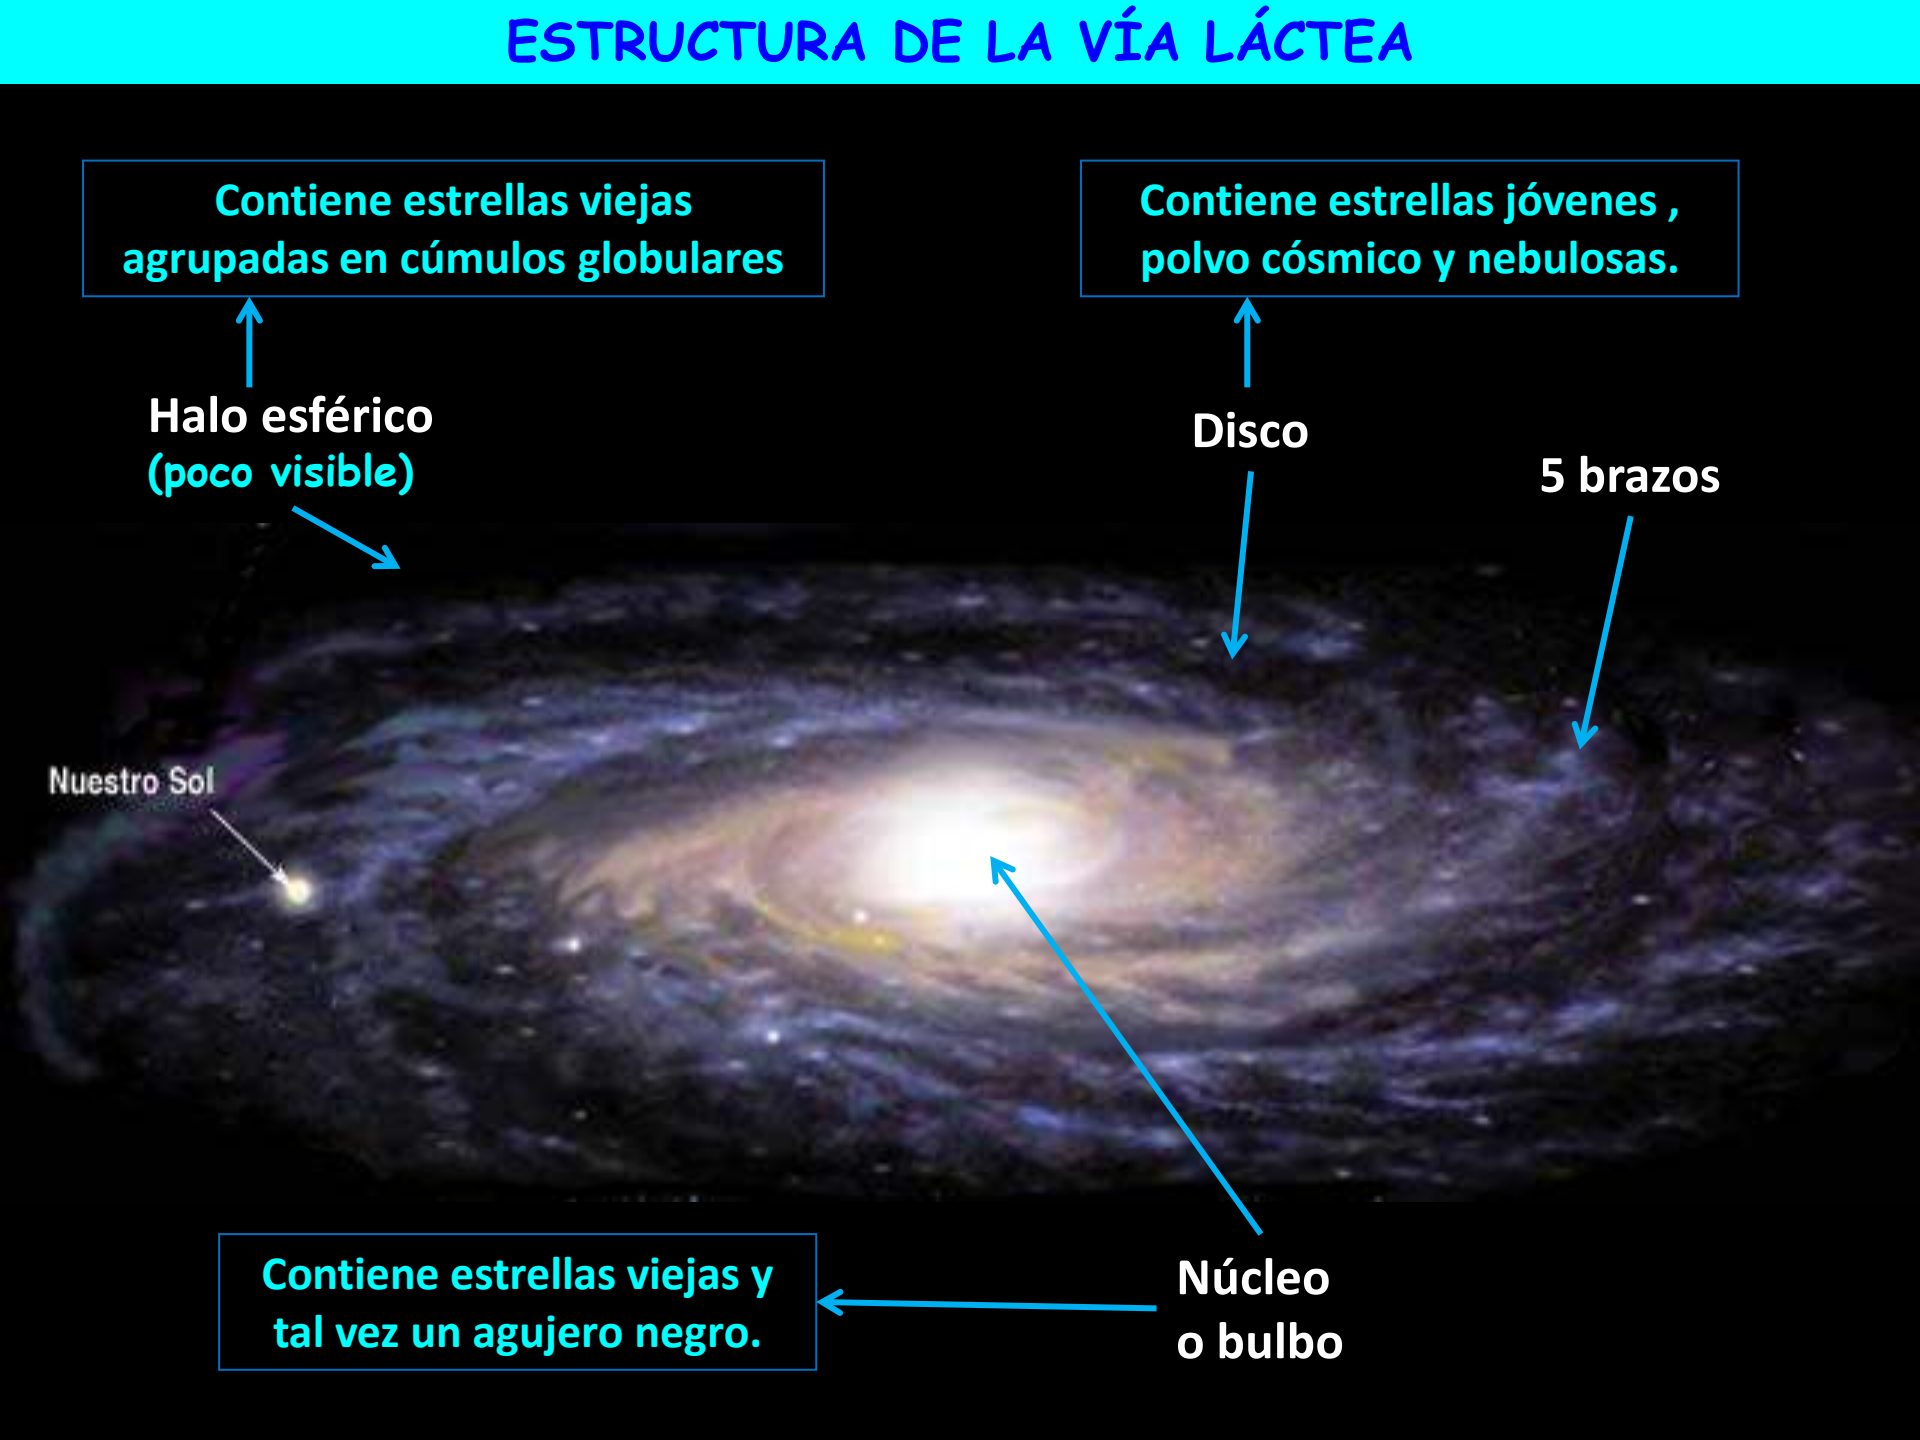 ESTRUCTURA DE LA VÍA LÁCTEA
Contiene estrellas viejas
agrupadas en cúmulos globulares
Contiene estrellas jóvenes ,
polvo cósmico y nebulosas.
Halo esférico
(poco visible)
Disco
5 brazos
Nuestro Sol
Contiene estrellas viejas y
tal vez un agujero negro.
Núcleo
o bulbo